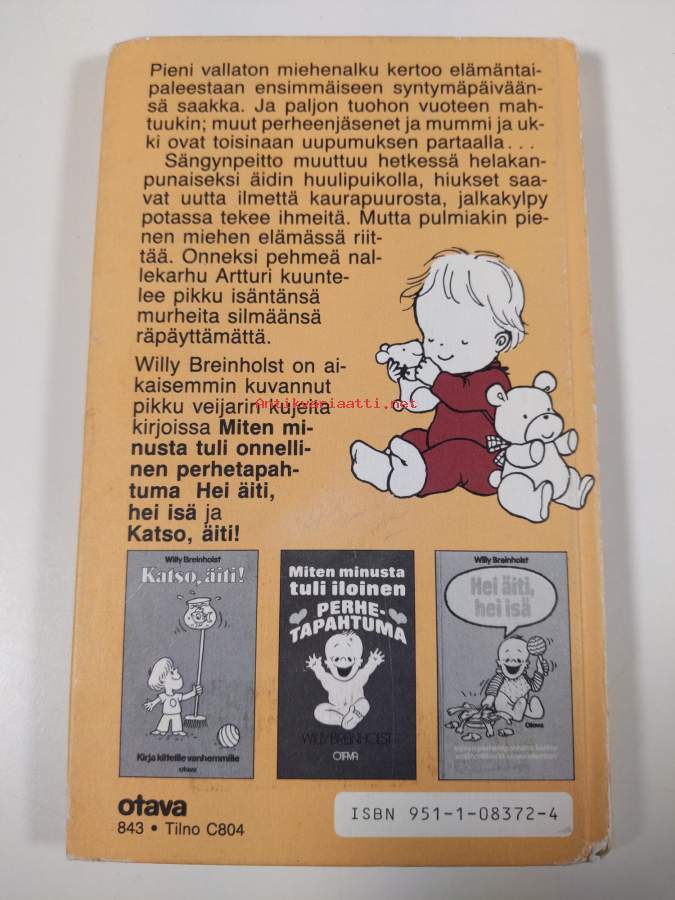 Pieni vallaton miehenalku kertoo elämäntai-
paleestaan ensimmäiseen syntymäpäivään-
sä saakka. Ja paljon tuohon vuoteen mah-
tuukin; muut perheenjäsenet ja mummi ja uk-
ki ovat toisinaan uupumuksen partaalla...
Sängynpeitto muuttuu hetkessä helakan-
punaiseksi äidin huulipuikolla, hiukset saa-
vat uutta ilmettä kaurapuurosta, jalkakylpy
potassa tekee ihmeitä. Mutta pulmiakin pie-
nen miehen elämässä riit-
tää. Onneksi pehmeä nal-
lekarhu Artturi kuunte-
lee pikku isäntänsä
murheita silmäänsä
räpäyttämättä.
Willy Breinholst on ai-
kaisemmin kuvannut
pikku veijarin kujeita
kirjoissa Miten mi-
nusta tuli onnelli-
nen perhetapah-
tuma Hei äiti,
hei isä ja
Katso, äiti!
Antikvariaatti.net
Willy Breinholst
Katso, äiti!
Kirja kilteille vanhemmille
otava
Miten minusta
tuli iloinen
PERHE-
TAPAHTUMA
WILLY BREINHOLST
OTAVA
Willy Breinholst
Hei äiti,
hei isä
OTAVA
otava
843 • Tilno C804
ISBN 951-1-08372-4